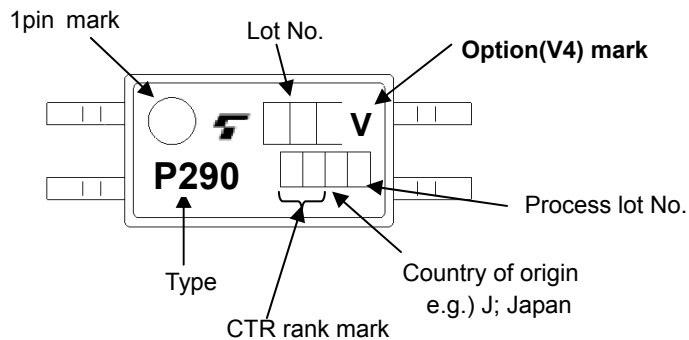 1pin mark
Lot No.
Option(V4) mark
V
P290
Process lot No.
Type
Country of origin
e.g.) J; Japan
CTR rank mark